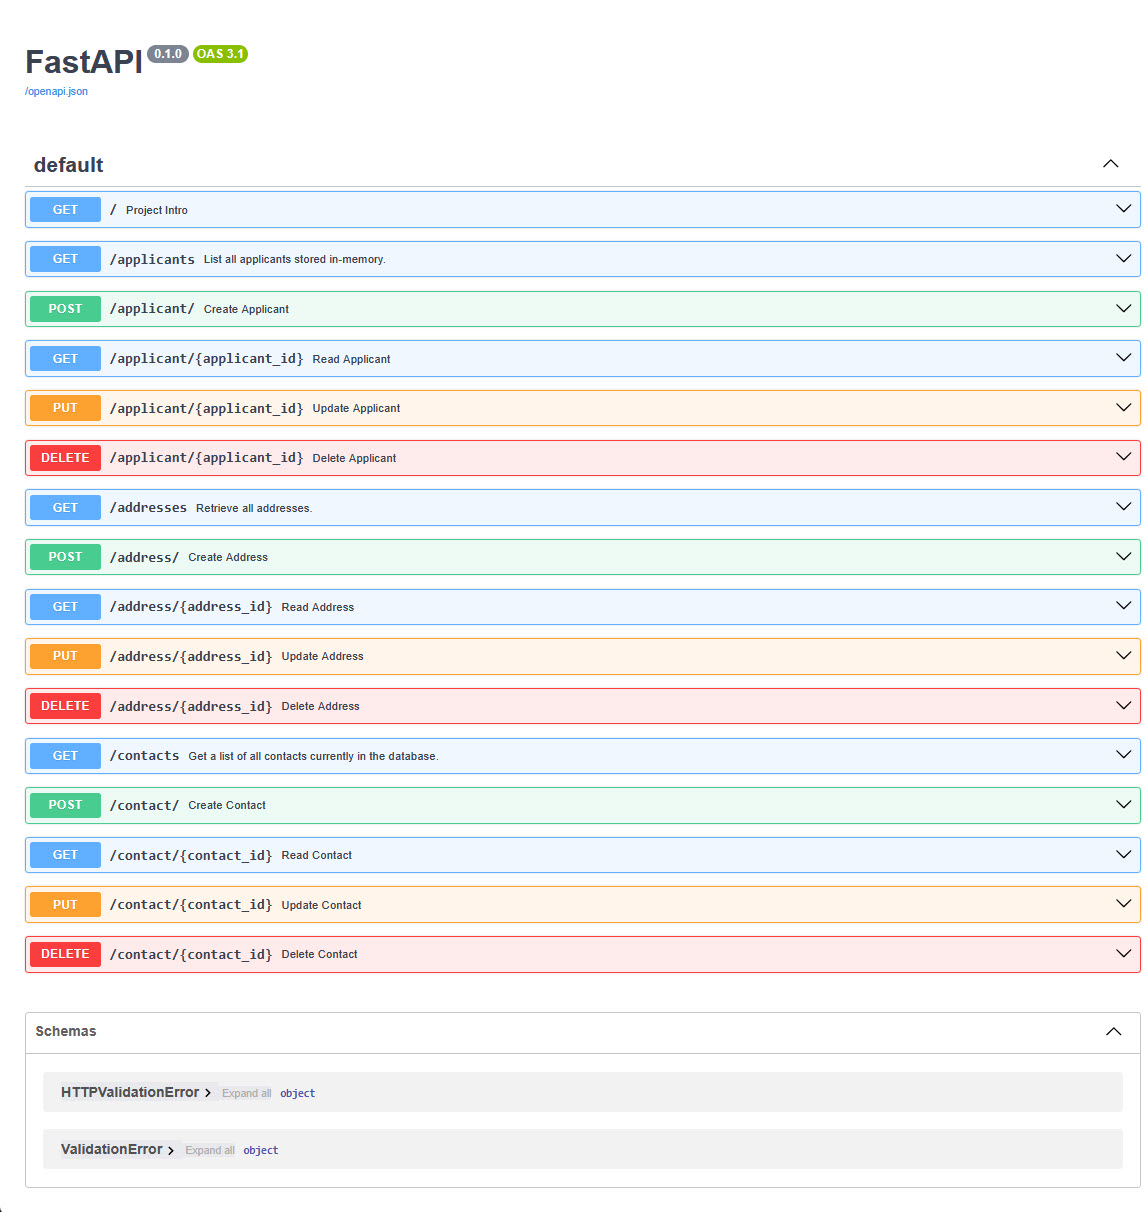 FastAPI 0.1.0 OAS 3.1
/openapi.json
default
GET / Project Intro
GET /applicants List all applicants stored in-memory.
POST /applicant/ Create Applicant
GET /applicant/{applicant_id} Read Applicant
PUT /applicant/{applicant_id} Update Applicant
DELETE /applicant/{applicant_id} Delete Applicant
GET /addresses Retrieve all addresses.
POST /address/ Create Address
GET /address/{address_id} Read Address
PUT /address/{address_id} Update Address
DELETE /address/{address_id} Delete Address
GET /contacts Get a list of all contacts currently in the database.
POST /contact/ Create Contact
GET /contact/{contact_id} Read Contact
PUT /contact/{contact_id} Update Contact
DELETE /contact/{contact_id} Delete Contact
Schemas
HTTPValidationError Expand all object
ValidationError Expand all object